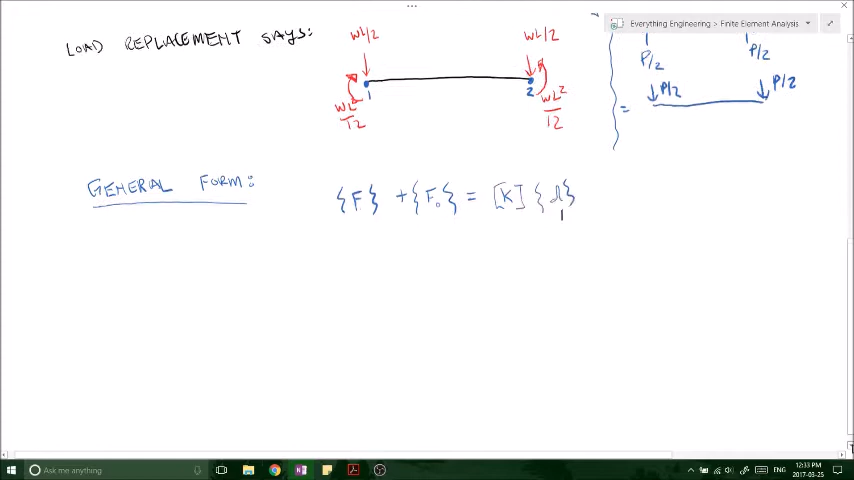 Everything Engineering > Finite Element Analysis
LOAD REPLACEMENT SAYS:
WL/2
WL/2
1
2
WL²/12
WL²/12
P/2
P/2
= P/2 P/2
GENERAL FORM:
{F} + {F₀} = [K] {d}
Ask me anything
ENG
12:33 PM
2017-03-25